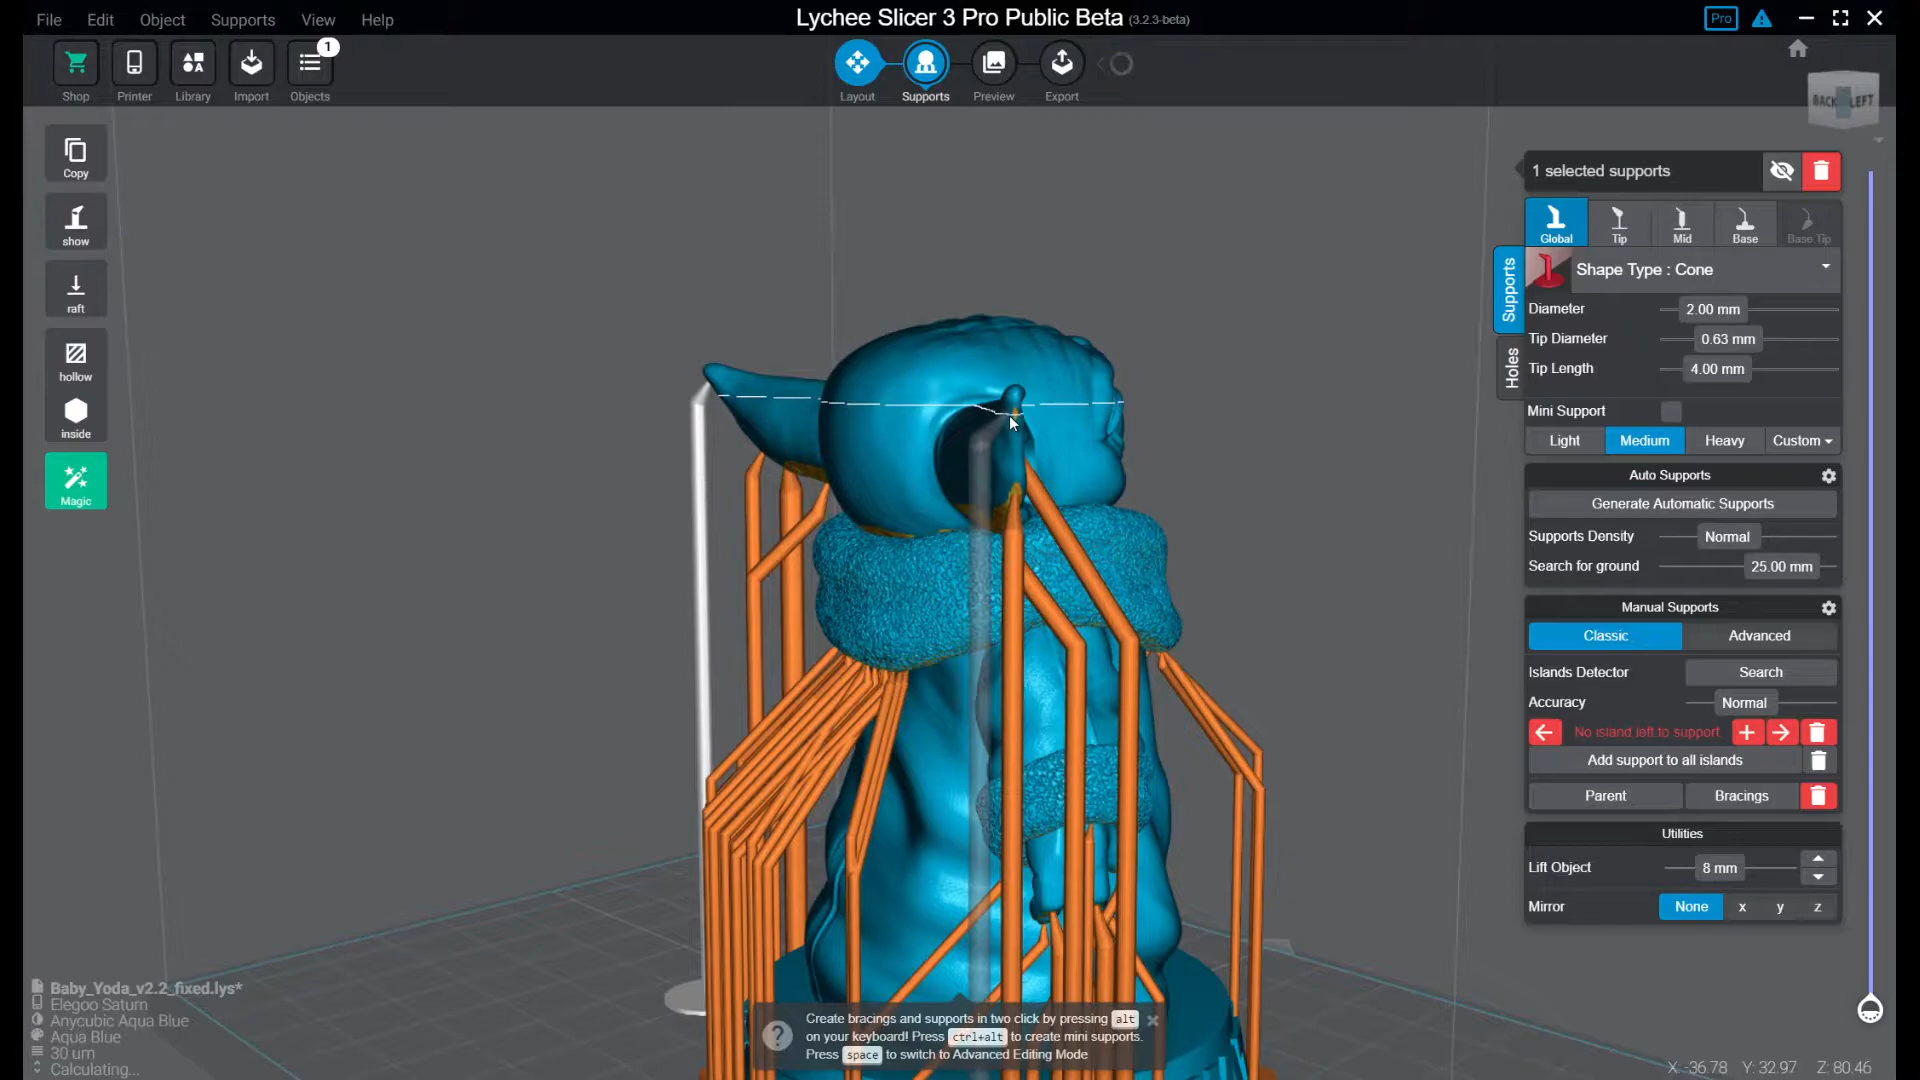 File Edit Object Supports View Help
Lychee Slicer 3 Pro Public Beta (3.2.3-beta)
Pro
1
Shop Printer Library Import Objects
Layout Supports Preview Export
BACK LEFT
Copy
show
raft
hollow
inside
Magic
1 selected supports
Global Tip Mid Base Base Tip
Supports
Holes
Shape Type : Cone
Diameter 2.00 mm
Tip Diameter 0.63 mm
Tip Length 4.00 mm
Mini Support
Light Medium Heavy Custom
Auto Supports
Generate Automatic Supports
Supports Density Normal
Search for ground 25.00 mm
Manual Supports
Classic Advanced
Islands Detector Search
Accuracy Normal
No island left to support
Add support to all islands
Parent Bracings
Utilities
Lift Object 8 mm
Mirror None x y z
Baby_Yoda_v2.2_fixed.lys*
Elegoo Saturn
Anycubic Aqua Blue
Aqua Blue
30 um
Calculating...
Create bracings and supports in two click by pressing alt
on your keyboard! Press ctrl+alt to create mini supports.
Press space to switch to Advanced Editing Mode
X: -36.78 Y: 32.97 Z: 80.46